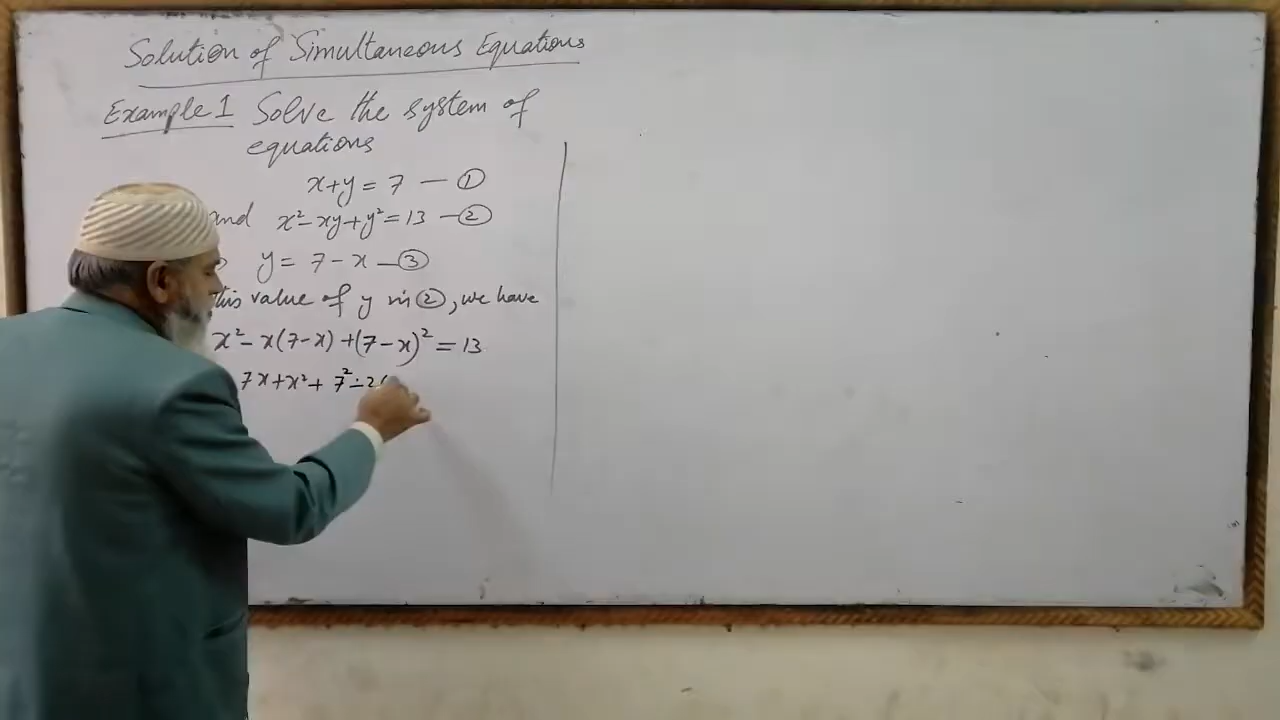 Solution of Simultaneous Equations
Example 1 Solve the system of
equations
x+y = 7 — ①
and x²-xy+y²=13 —②
y = 7-x —③
this value of y in ②, we have
x²- x(7-x) +(7-x)² = 13
7x+x²+ 7²-2(